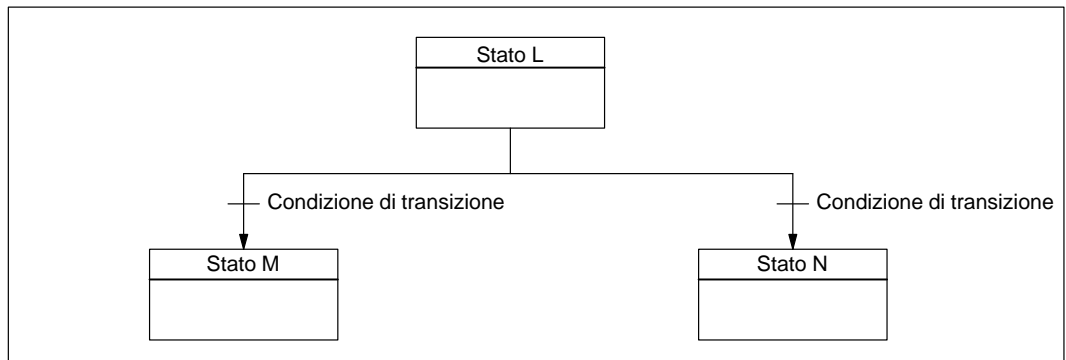 Stato L
Condizione di transizione
Condizione di transizione
Stato M
Stato N